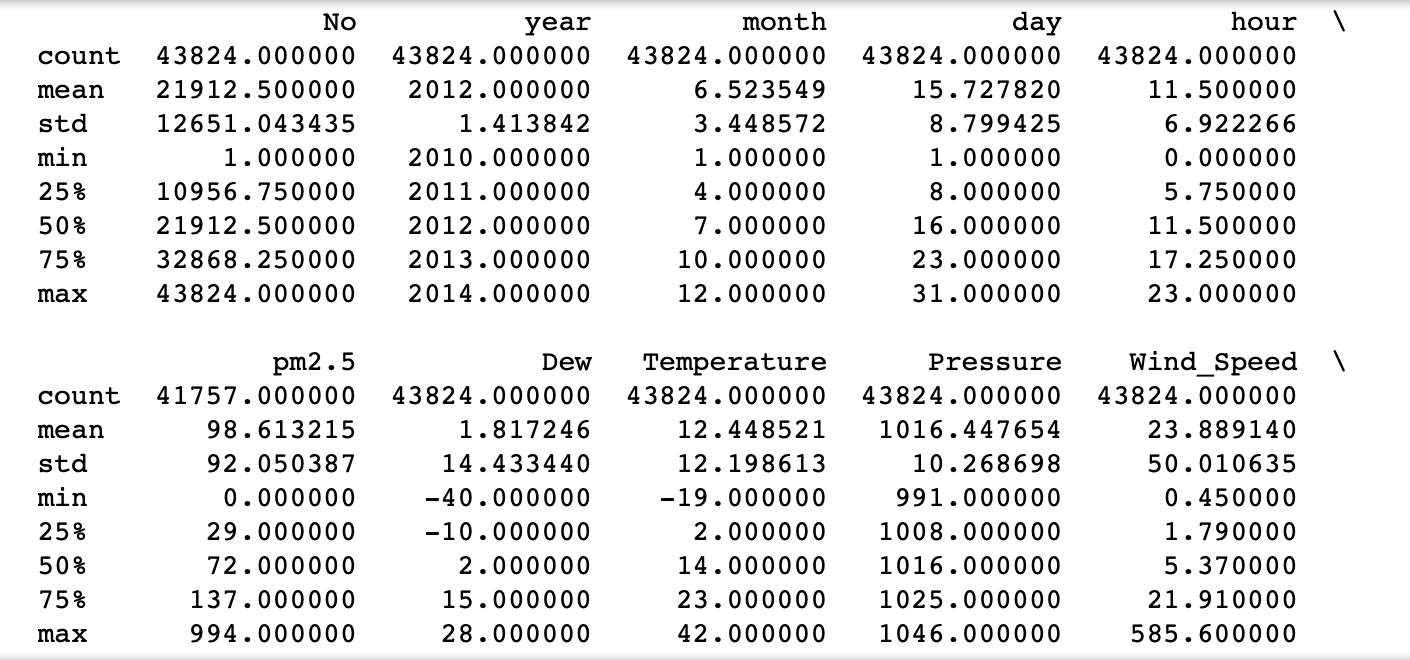 No year month day hour \
count 43824.000000 43824.000000 43824.000000 43824.000000 43824.000000
mean 21912.500000 2012.000000 6.523549 15.727820 11.500000
std 12651.043435 1.413842 3.448572 8.799425 6.922266
min 1.000000 2010.000000 1.000000 1.000000 0.000000
25% 10956.750000 2011.000000 4.000000 8.000000 5.750000
50% 21912.500000 2012.000000 7.000000 16.000000 11.500000
75% 32868.250000 2013.000000 10.000000 23.000000 17.250000
max 43824.000000 2014.000000 12.000000 31.000000 23.000000
pm2.5 Dew Temperature Pressure Wind_Speed \
count 41757.000000 43824.000000 43824.000000 43824.000000 43824.000000
mean 98.613215 1.817246 12.448521 1016.447654 23.889140
std 92.050387 14.433440 12.198613 10.268698 50.010635
min 0.000000 -40.000000 -19.000000 991.000000 0.450000
25% 29.000000 -10.000000 2.000000 1008.000000 1.790000
50% 72.000000 2.000000 14.000000 1016.000000 5.370000
75% 137.000000 15.000000 23.000000 1025.000000 21.910000
max 994.000000 28.000000 42.000000 1046.000000 585.600000